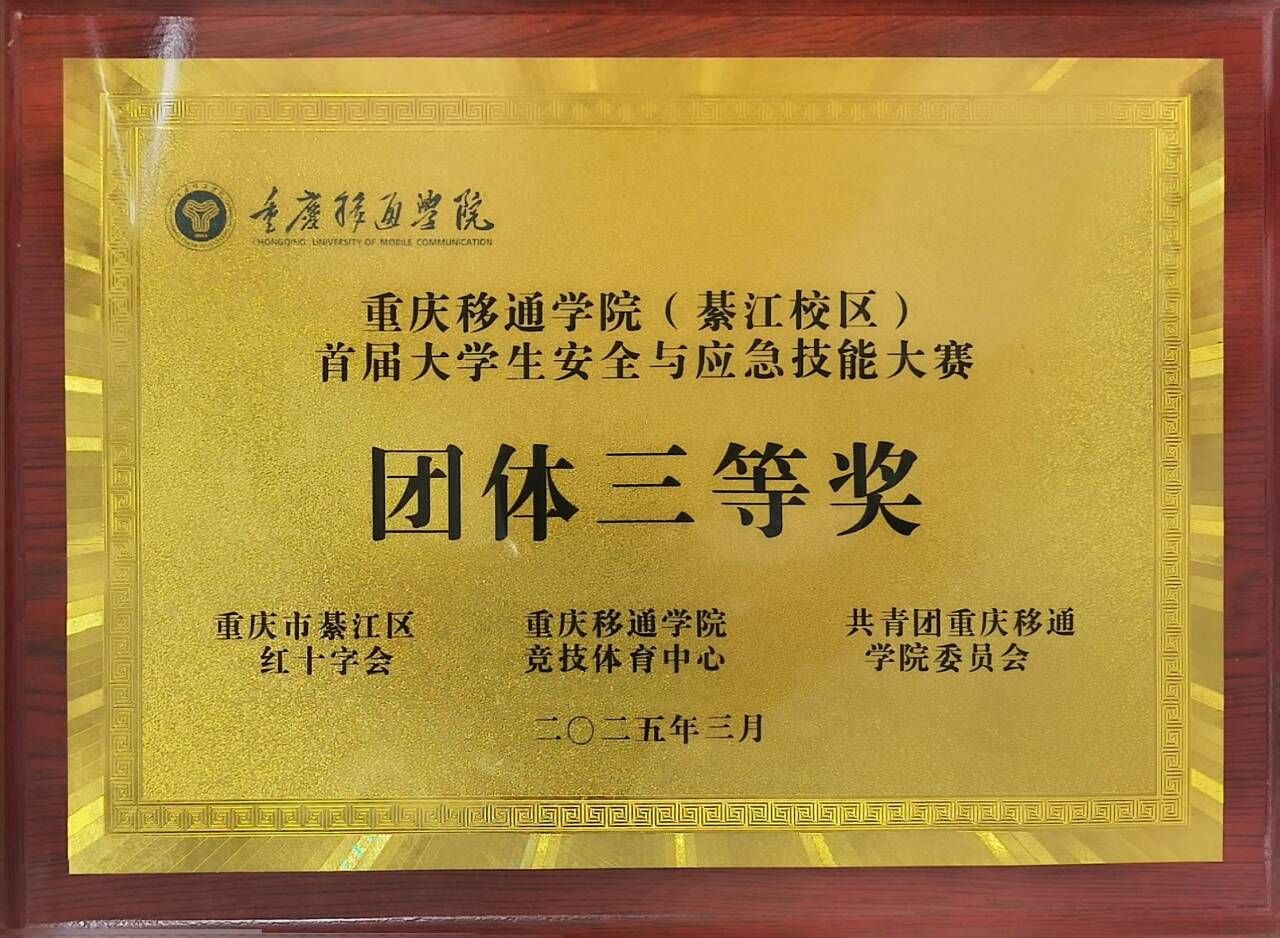 重慶移通學院
CHONGQING UNIVERSITY OF MOBILE COMMUNICATION
重庆移通学院（綦江校区）
首届大学生安全与应急技能大赛
团体三等奖
重庆市綦江区
红十字会
重庆移通学院
竞技体育中心
共青团重庆移通
学院委员会
二〇二五年三月